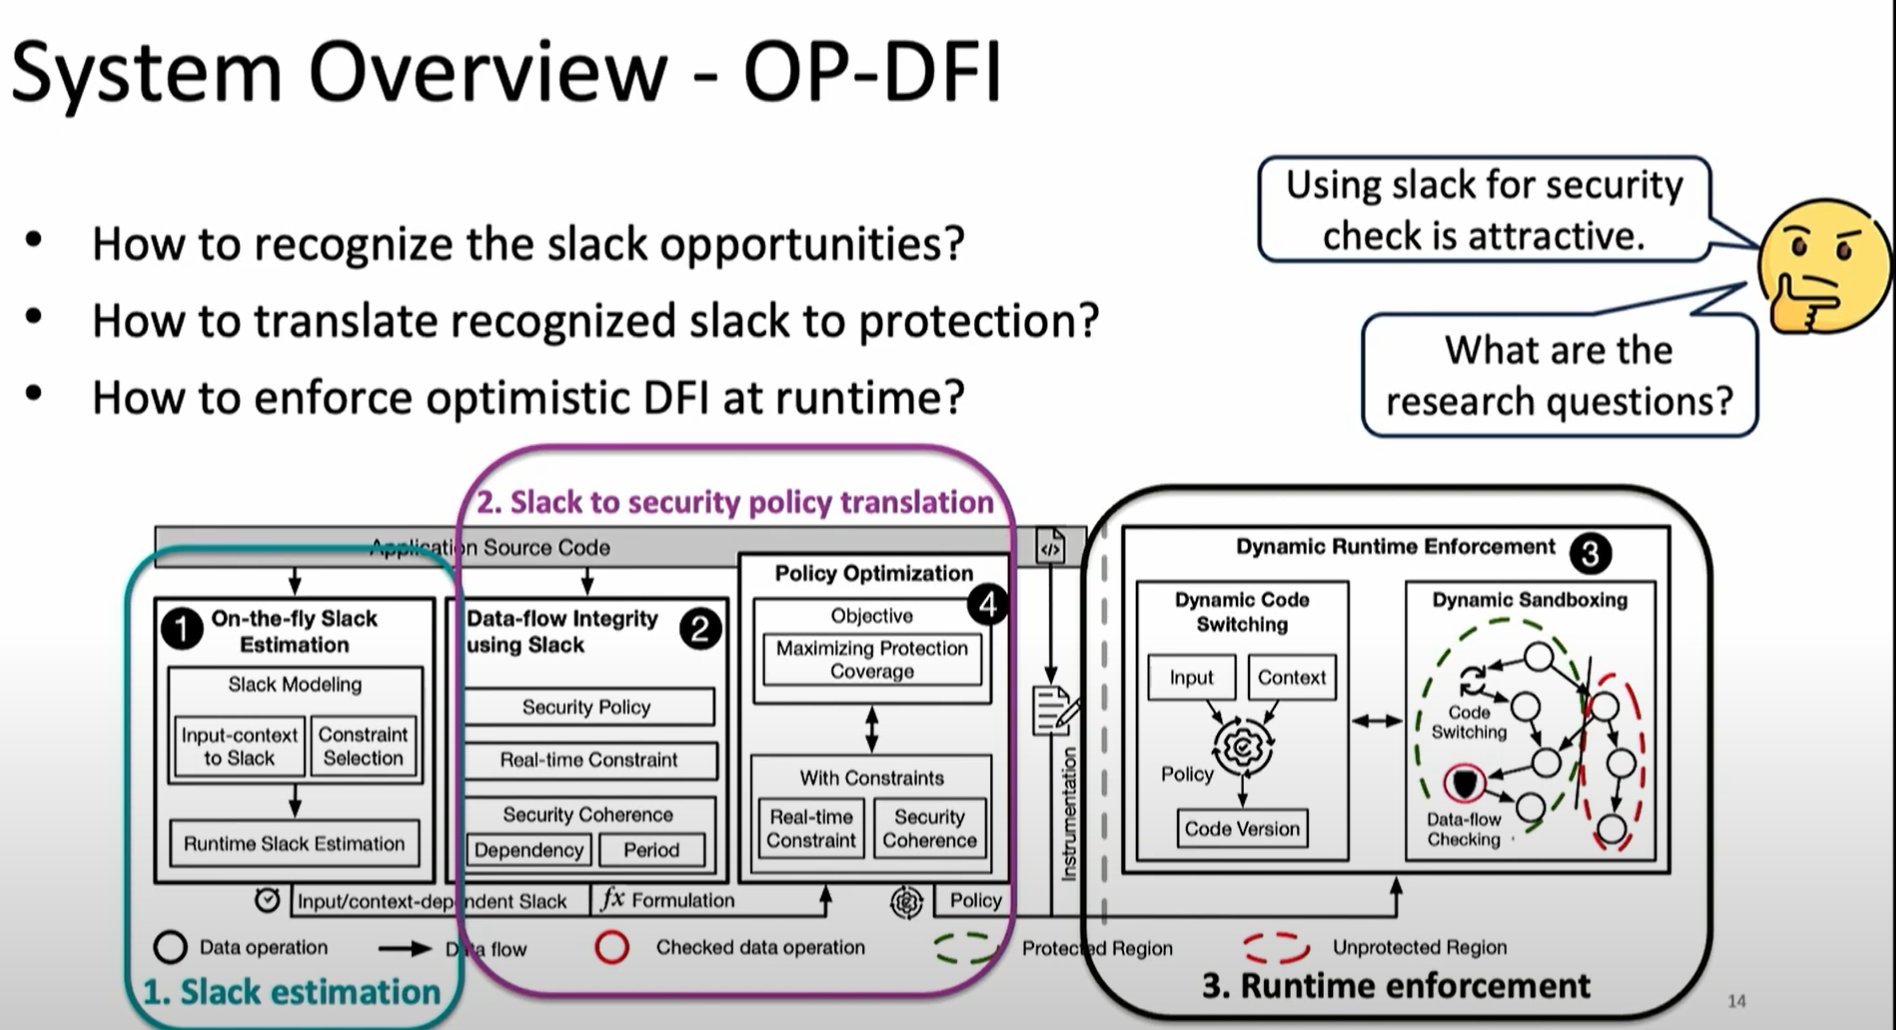 System Overview - OP-DFI
Using slack for security
check is attractive.
• How to recognize the slack opportunities?
• How to translate recognized slack to protection?
• How to enforce optimistic DFI at runtime?
What are the
research questions?
2. Slack to security policy translation
Application Source Code
</>
1
On-the-fly Slack
Estimation
Slack Modeling
Input-context
to Slack
Constraint
Selection
Runtime Slack Estimation
Data-flow Integrity
using Slack
2
Security Policy
Real-time Constraint
Security Coherence
Dependency
Period
Policy Optimization
4
Objective
Maximizing Protection
Coverage
With Constraints
Real-time
Constraint
Security
Coherence
Instrumentation
Dynamic Runtime Enforcement
3
Dynamic Code
Switching
Input
Context
Policy
Code Version
Dynamic Sandboxing
Code
Switching
Data-flow
Checking
Input/context-dependent Slack
fx Formulation
Policy
Data operation
Data flow
Checked data operation
Protected Region
Unprotected Region
1. Slack estimation
3. Runtime enforcement
14